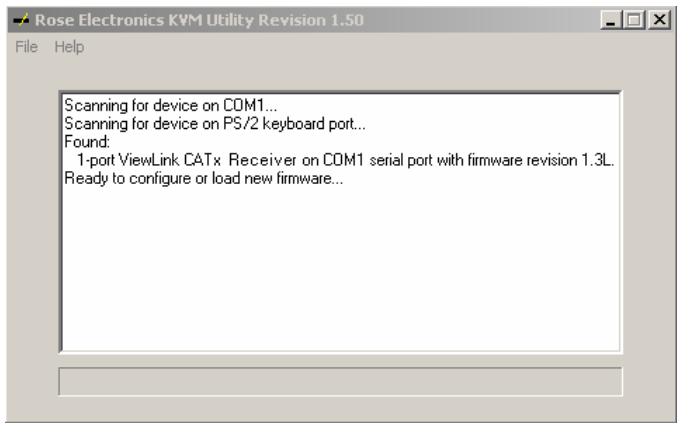 Rose Electronics KVM Utility Revision 1.50
File Help
Scanning for device on COM1...
Scanning for device on PS/2 keyboard port...
Found:
1-port ViewLink CATx Receiver on COM1 serial port with firmware revision 1.3L.
Ready to configure or load new firmware...